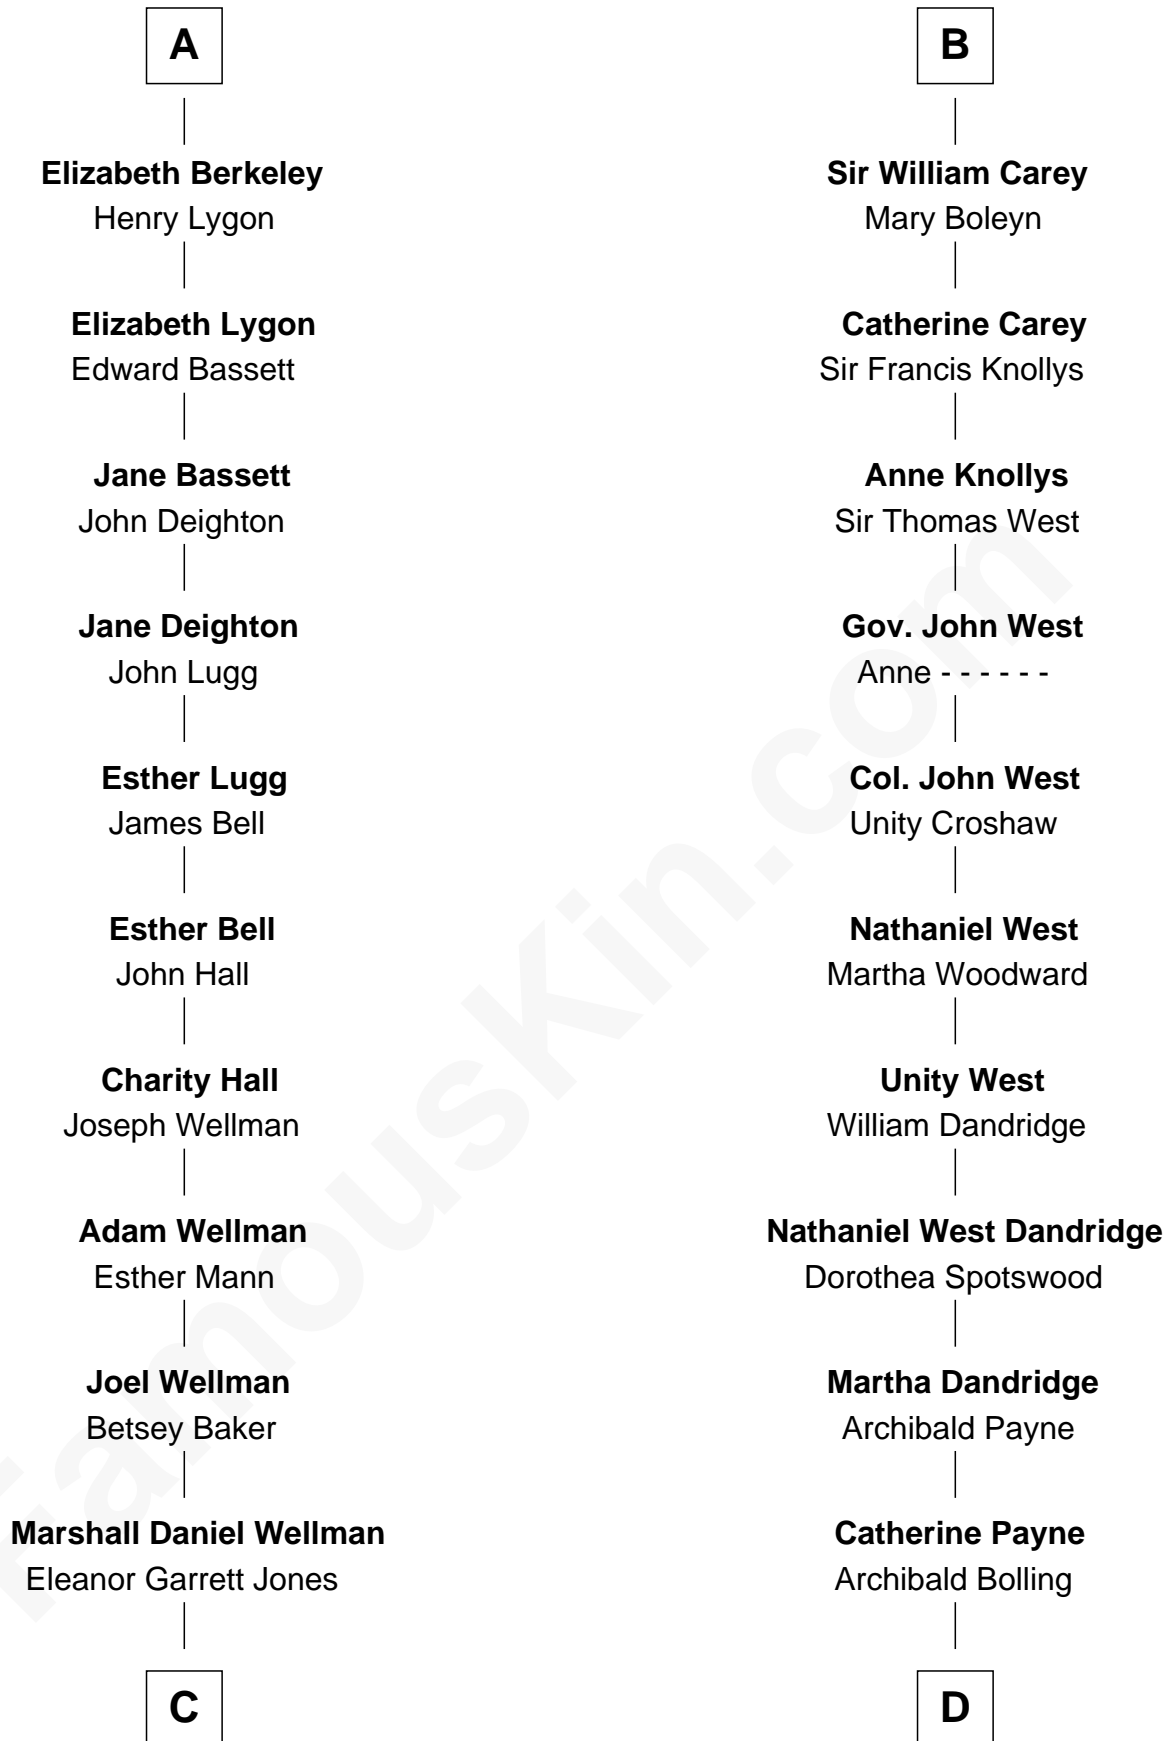 A
Elizabeth Berkeley
Henry Lygon
Elizabeth Lygon
Edward Bassett
Jane Bassett
John Deighton
Jane Deighton
John Lugg
Esther Lugg
James Bell
Esther Bell
John Hall
Charity Hall
Joseph Wellman
Adam Wellman
Esther Mann
Joel Wellman
Betsey Baker
Marshall Daniel Wellman
Eleanor Garrett Jones
C
B
Sir William Carey
Mary Boleyn
Catherine Carey
Sir Francis Knollys
Anne Knollys
Sir Thomas West
Gov. John West
Anne - - - - - -
Col. John West
Unity Croshaw
Nathaniel West
Martha Woodward
Unity West
William Dandridge
Nathaniel West Dandridge
Dorothea Spotswood
Martha Dandridge
Archibald Payne
Catherine Payne
Archibald Bolling
D
FamousKin.com